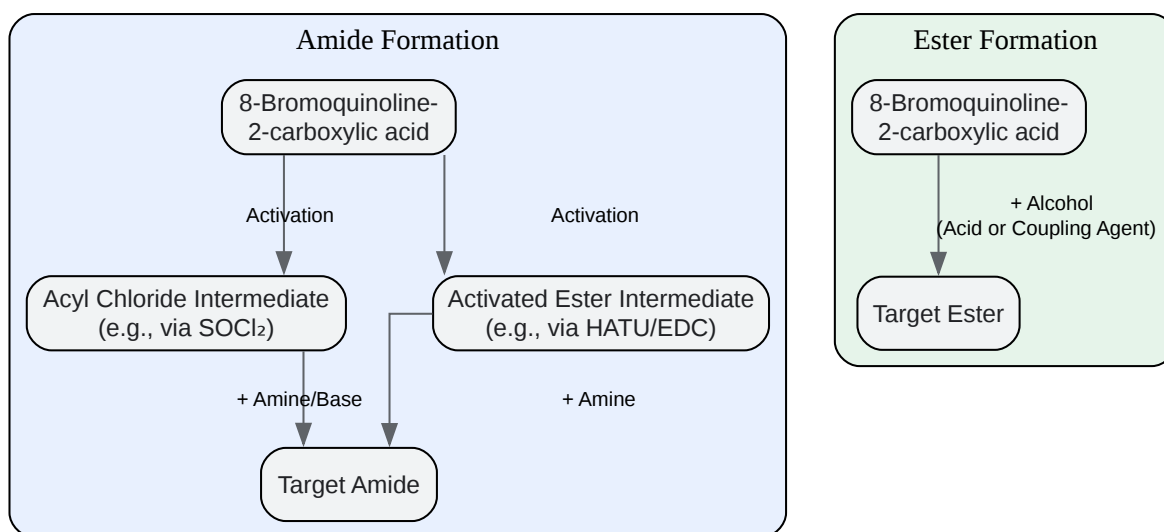 Amide Formation
8-Bromoquinoline-
2-carboxylic acid
Activation
Activation
Acyl Chloride Intermediate
(e.g., via SOCl₂)
Activated Ester Intermediate
(e.g., via HATU/EDC)
+ Amine/Base
+ Amine
Target Amide
Ester Formation
8-Bromoquinoline-
2-carboxylic acid
+ Alcohol
(Acid or Coupling Agent)
Target Ester